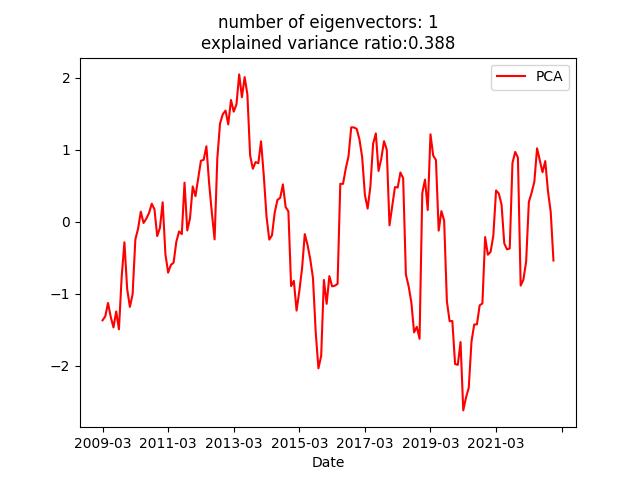 number of eigenvectors: 1
explained variance ratio:0.388
PCA
2
1
0
−1
−2
2009-03 2011-03 2013-03 2015-03 2017-03 2019-03 2021-03
Date